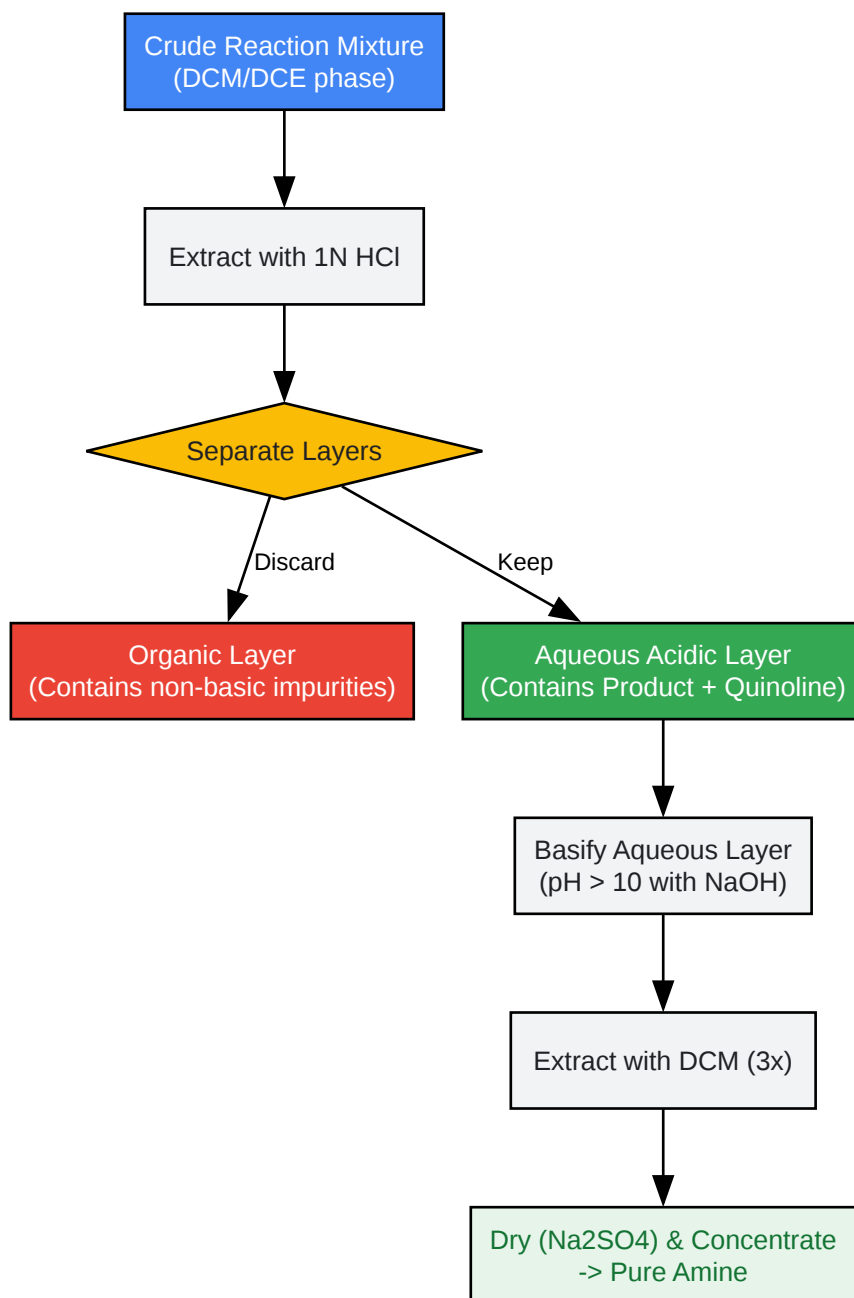 Crude Reaction Mixture
(DCM/DCE phase)
Extract with 1N HCl
Separate Layers
Discard
Keep
Organic Layer
(Contains non-basic impurities)
Aqueous Acidic Layer
(Contains Product + Quinoline)
Basify Aqueous Layer
(pH > 10 with NaOH)
Extract with DCM (3x)
Dry (Na2SO4) & Concentrate
-> Pure Amine